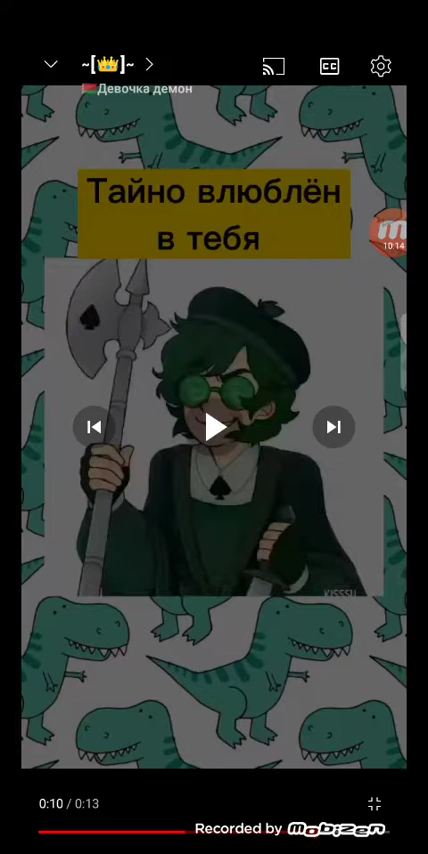 ~[👑]~
🇲🇦Девочка демон
Тайно влюблён
в тебя
10:14
KISSSU
0:10 / 0:13
Recorded by MOBIZEN